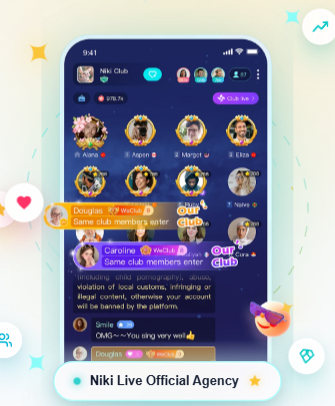 9:41
Niki Club
37
978.7k
Club live
Alana
Aspen
Margot
2 Eliza
Naive
Douglas WeClub
Same club members enter
Our Club
Caroline WeClub
Same club members enter
Our Club
(including child pornography), abuse,
violation of local customs, infringing or
illegal content, otherwise your account
will be banned by the platform.
Smile
OMG~~You sing very well👍
Douglas
Niki Live Official Agency